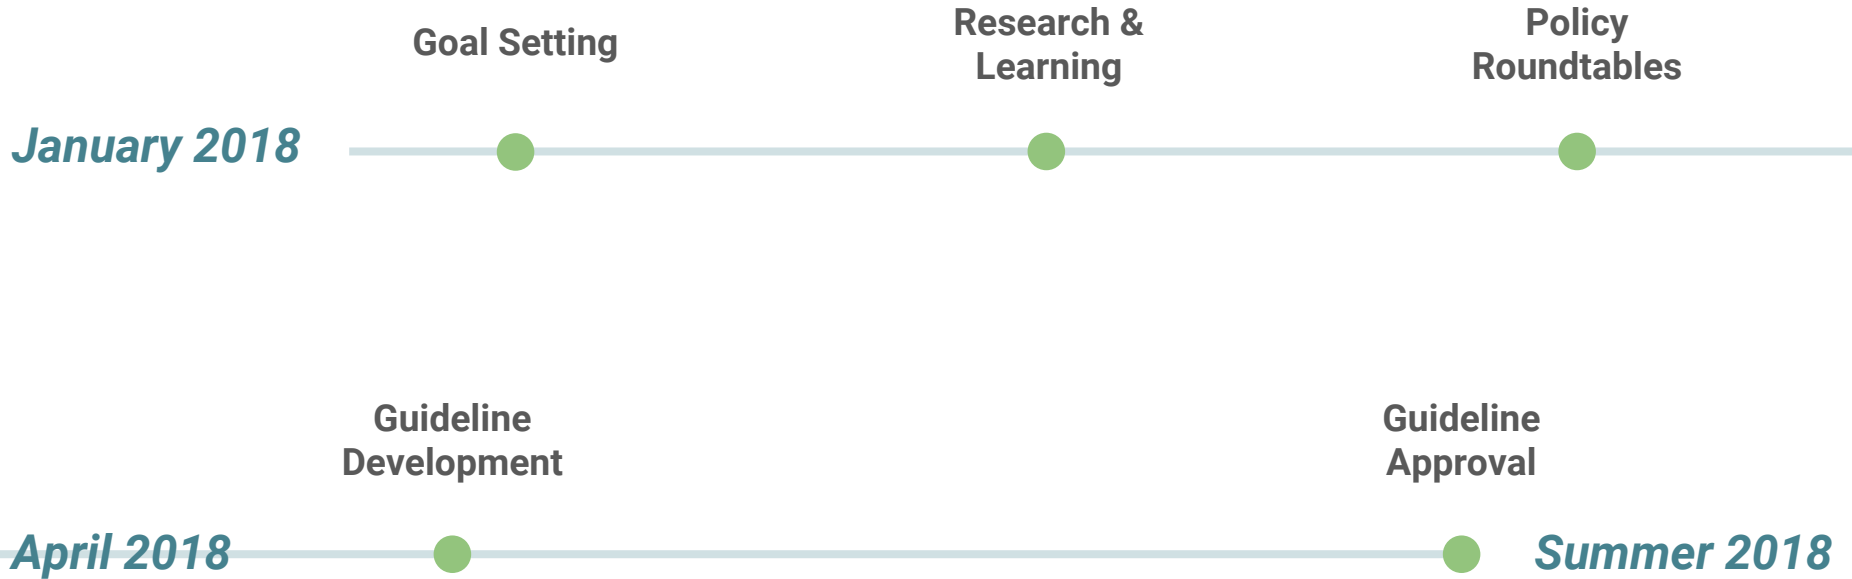 Goal Setting
Research &
Learning
Policy
Roundtables
January 2018
Guideline
Development
Guideline
Approval
April 2018
Summer 2018